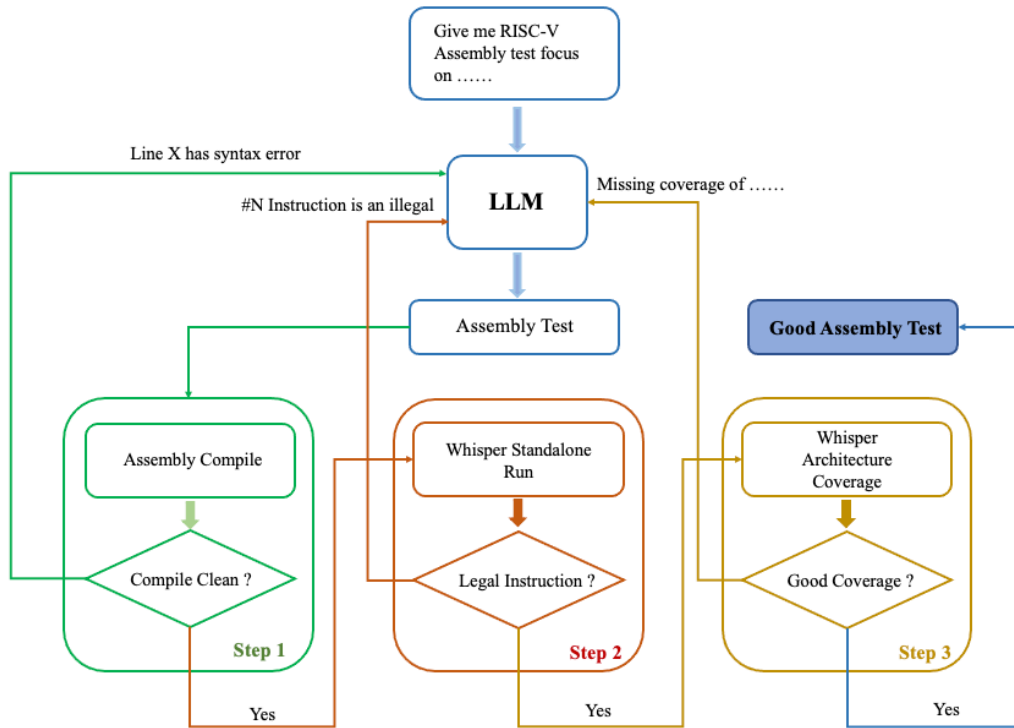 Give me RISC-V
Assembly test focus
on ……
Line X has syntax error
#N Instruction is an illegal
LLM
Missing coverage of ……
Assembly Test
Good Assembly Test
Assembly Compile
Compile Clean ?
Step 1
Yes
Whisper Standalone
Run
Legal Instruction ?
Step 2
Yes
Whisper
Architecture
Coverage
Good Coverage ?
Step 3
Yes